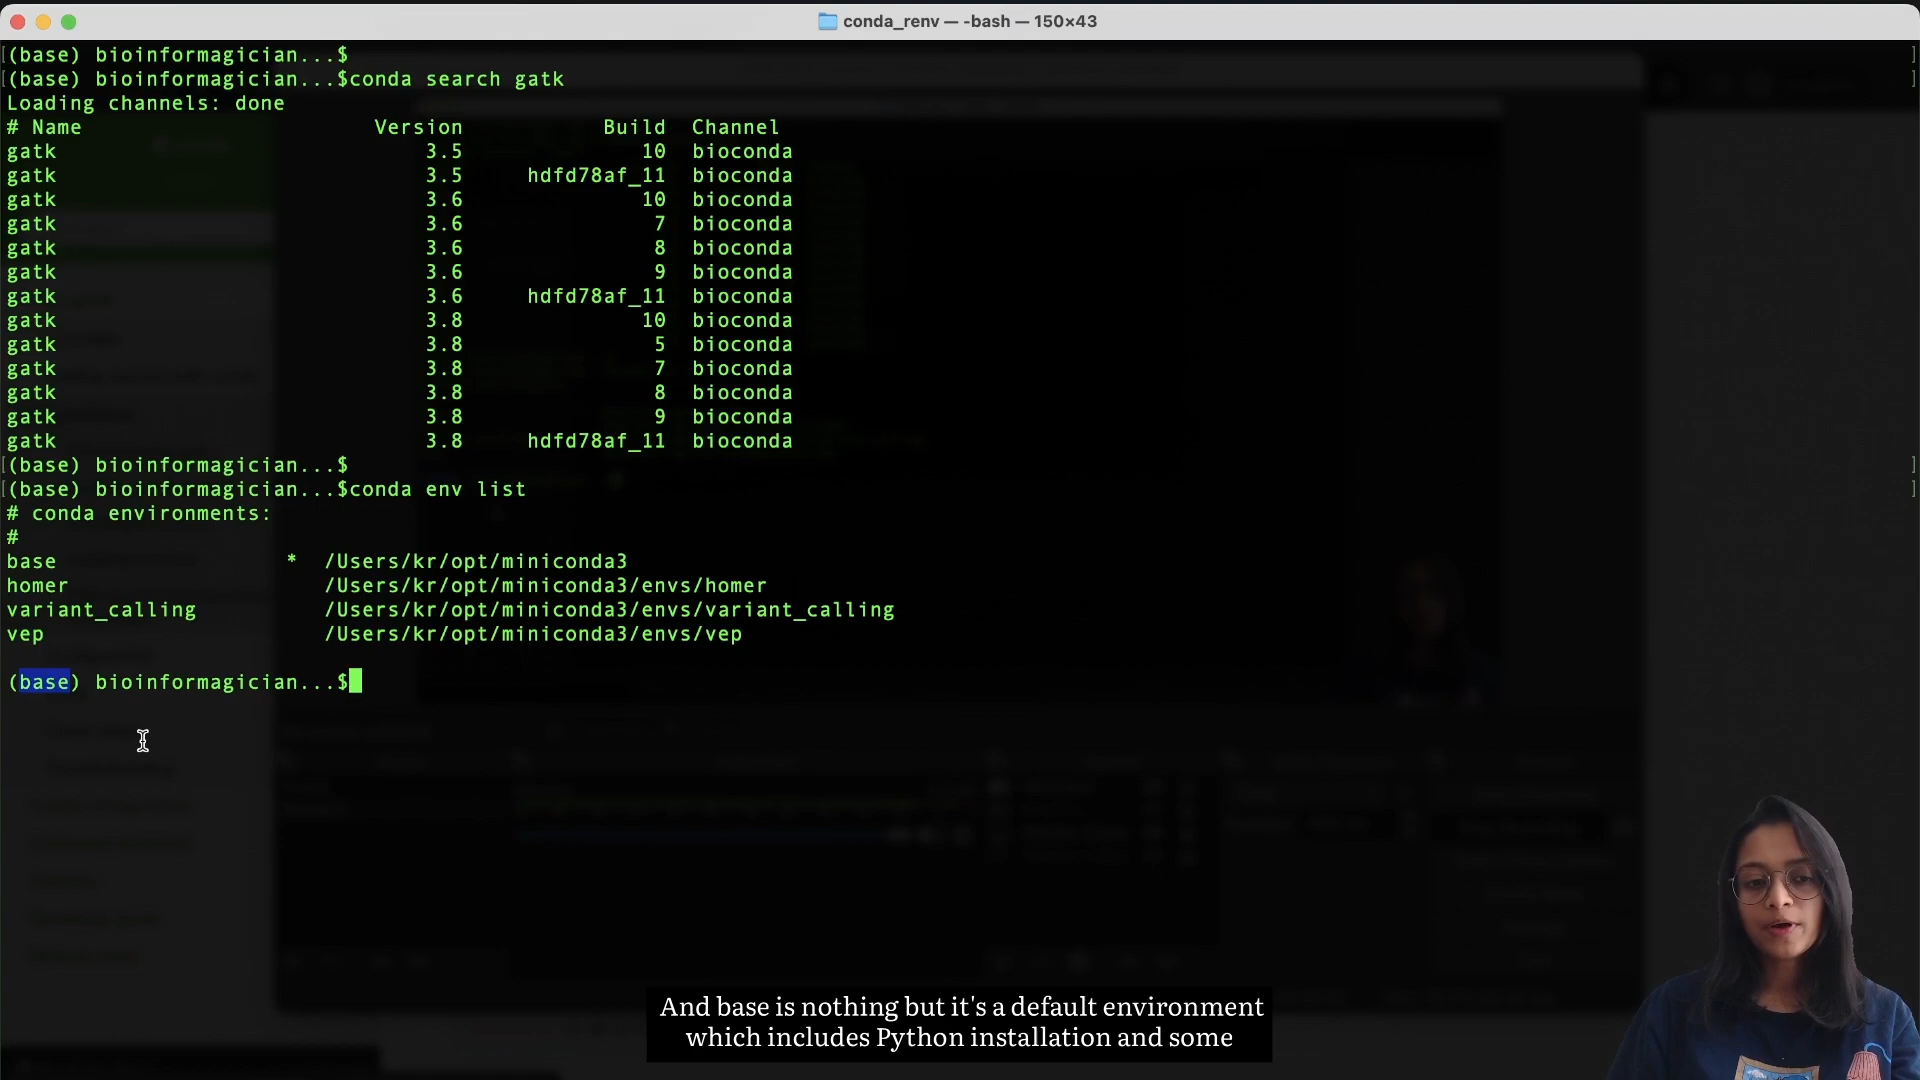 conda_renv — -bash — 150×43
[(base) bioinformagician...$ ]
[(base) bioinformagician...$conda search gatk ]
Loading channels: done
# Name Version Build Channel
gatk 3.5 10 bioconda
gatk 3.5 hdfd78af_11 bioconda
gatk 3.6 10 bioconda
gatk 3.6 7 bioconda
gatk 3.6 8 bioconda
gatk 3.6 9 bioconda
gatk 3.6 hdfd78af_11 bioconda
gatk 3.8 10 bioconda
gatk 3.8 5 bioconda
gatk 3.8 7 bioconda
gatk 3.8 8 bioconda
gatk 3.8 9 bioconda
gatk 3.8 hdfd78af_11 bioconda
[(base) bioinformagician...$ ]
[(base) bioinformagician...$conda env list ]
# conda environments:
#
base * /Users/kr/opt/miniconda3
homer /Users/kr/opt/miniconda3/envs/homer
variant_calling /Users/kr/opt/miniconda3/envs/variant_calling
vep /Users/kr/opt/miniconda3/envs/vep
(base) bioinformagician...$
And base is nothing but it's a default environment
which includes Python installation and some